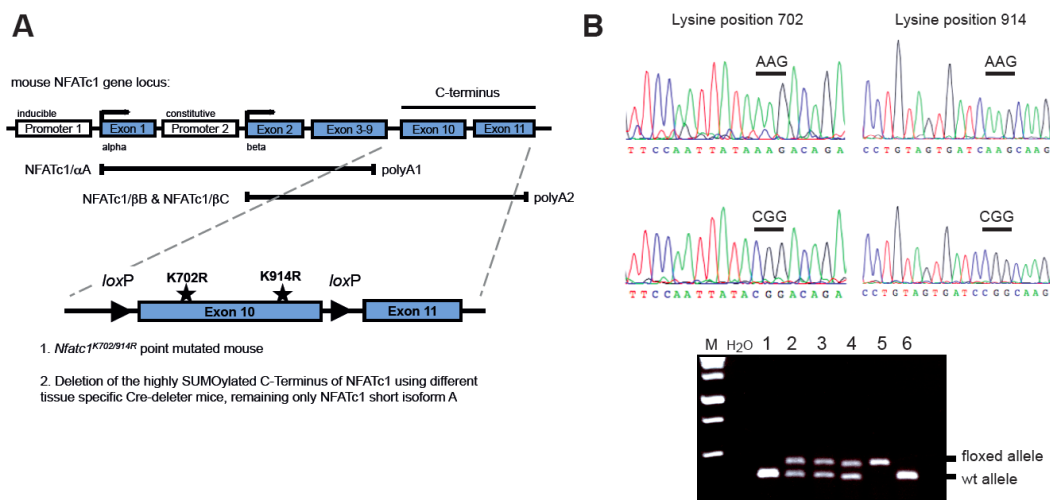 A
mouse NFATc1 gene locus:
C-terminus
inducible
constitutive
Promoter 1
Exon 1
Promoter 2
Exon 2
Exon 3-9
Exon 10
Exon 11
alpha
beta
NFATc1/αA
polyA1
NFATc1/βB & NFATc1/βC
polyA2
loxP
K702R
K914R
loxP
Exon 10
Exon 11
1. Nfatc1K702/914R point mutated mouse
2. Deletion of the highly SUMOylated C-Terminus of NFATc1 using different
tissue specific Cre-deleter mice, remaining only NFATc1 short isoform A
B
Lysine position 702
Lysine position 914
AAG
AAG
TTCCAATTATAAAGACAGA
CCTGTAGTGATCAAGCAAG
CGG
CGG
TTCCAATTATACGGACAGA
CCTGTAGTGATCCGGCAAG
M H2O 1 2 3 4 5 6
floxed allele
wt allele